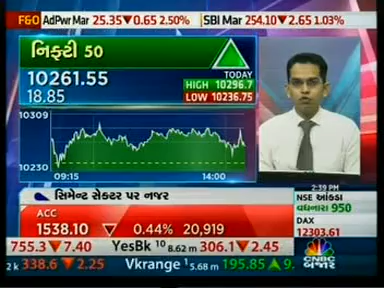 F&O AdPwr Mar 25.35▼0.65 2.50% SBI Mar 254.10▼2.65 1.03%
નિફ્ટી 50
10261.55
18.85
TODAY
HIGH 10296.7
LOW 10236.75
10309
10230
09:15 14:00
સિમેન્ટ સેક્ટર પર નજર
ACC
1538.10 ▼ 0.44% 20,919
2:39 PM
NSE આંકડા
વધનારા 950
DAX
12303.61
CNBC
બજાર
755.3▼7.40 YesBk 10 8.62 m 306.1▼2.45
2 k 338.6▼2.25 Vkrange 1 5.68 m 195.85▲9.